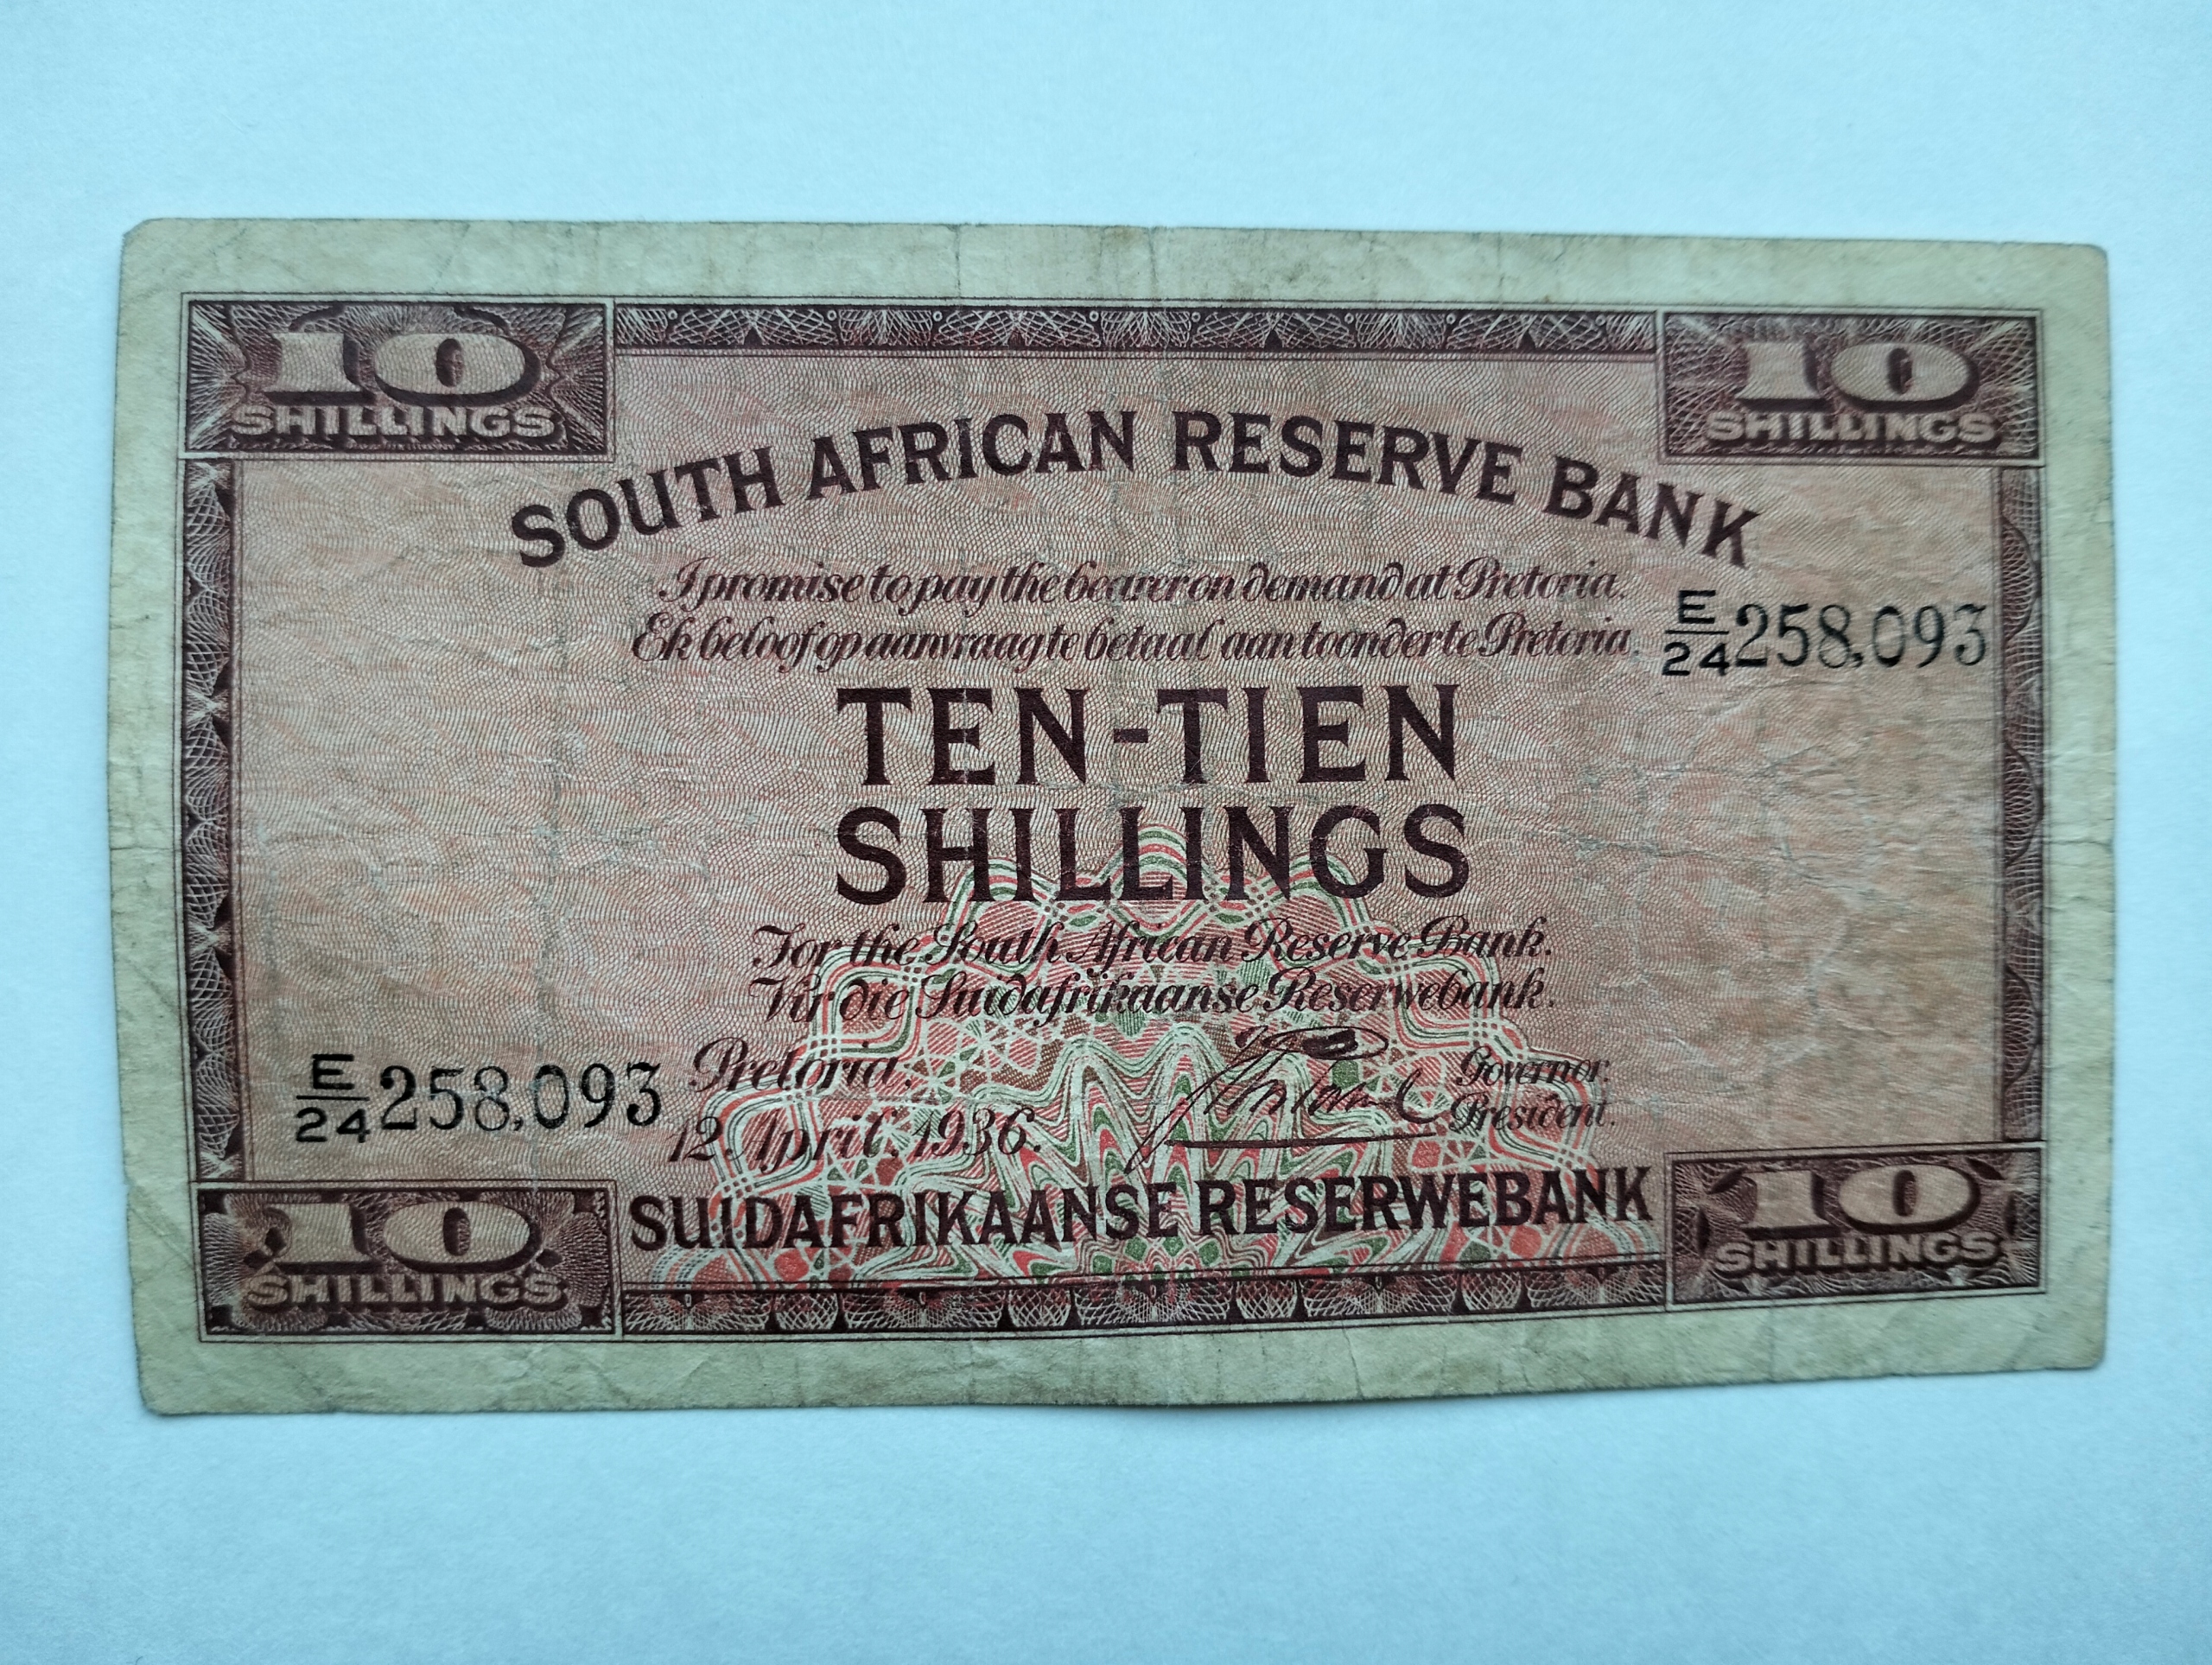 10 10
SHILLINGS SHILLINGS
SOUTH AFRICAN RESERVE BANK
I promise to pay the bearer on demand at Pretoria.
Ek beloof op aanvraag te betaal aan toonder te Pretoria.
E/24 258,093
TEN-TIEN
SHILLINGS
For the South African Reserve Bank.
Vir die Suidafrikaanse Reserwebank.
E/24 258,093
Pretoria.
12 April. 1936.
Governor.
President.
SUIDAFRIKAANSE RESERWEBANK
10 10
SHILLINGS SHILLINGS